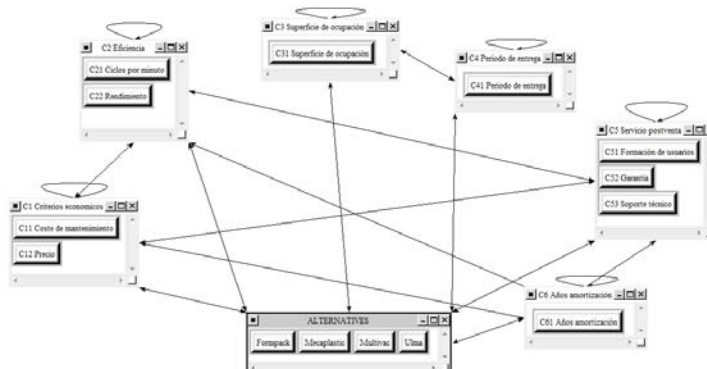 C3 Superficie de ocupación
C31 Superficie de ocupación
C2 Eficiencia
C21 Ciclos por minuto
C22 Rendimiento
C4 Periodo de entrega
C41 Periodo de entrega
C5 Servicio postventa
C51 Formación de usuarios
C52 Garantia
C53 Soporte técnico
C1 Criterios economicos
C11 Coste de mantenimiento
C12 Precio
C6 Años amortización
C61 Años amortización
ALTERNATIVES
Formpack Mecaplastic Multivac Ulma